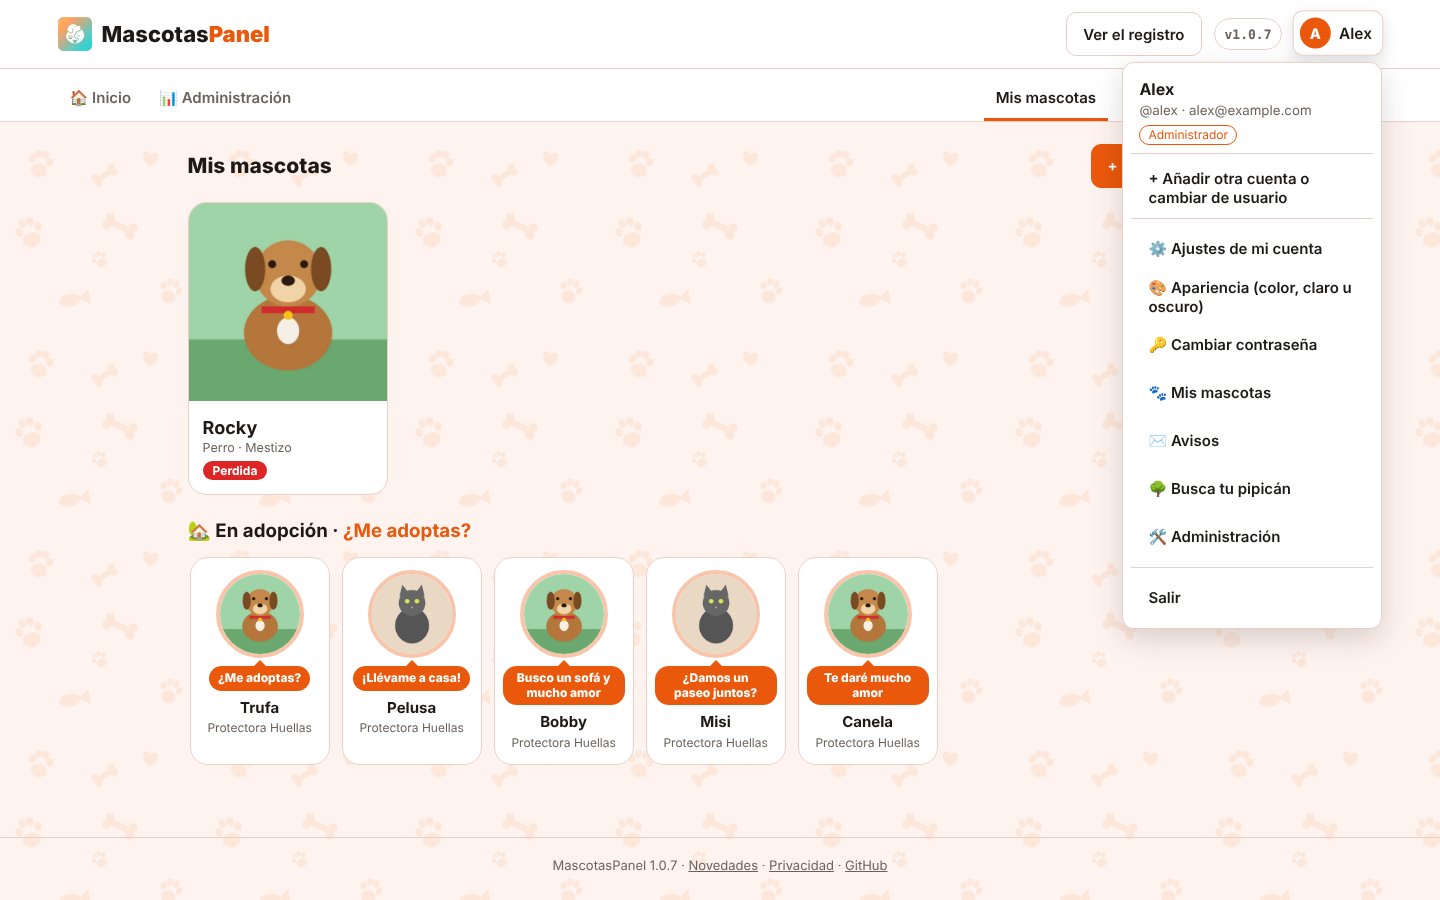 MascotasPanel
Ver el registro
v1.0.7
A
Alex
🏠 Inicio
📊 Administración
Mis mascotas
Alex
@alex · alex@example.com
Administrador
+ Añadir otra cuenta o
cambiar de usuario
⚙️ Ajustes de mi cuenta
🎨 Apariencia (color, claro u
oscuro)
🔑 Cambiar contraseña
🐾 Mis mascotas
✉️ Avisos
🌳 Busca tu pipicán
🛠️ Administración
Salir
Mis mascotas
+
Rocky
Perro · Mestizo
Perdida
🏡 En adopción · ¿Me adoptas?
¿Me adoptas?
Trufa
Protectora Huellas
¡Llévame a casa!
Pelusa
Protectora Huellas
Busco un sofá y
mucho amor
Bobby
Protectora Huellas
¿Damos un
paseo juntos?
Misi
Protectora Huellas
Te daré mucho
amor
Canela
Protectora Huellas
MascotasPanel 1.0.7 · Novedades · Privacidad · GitHub